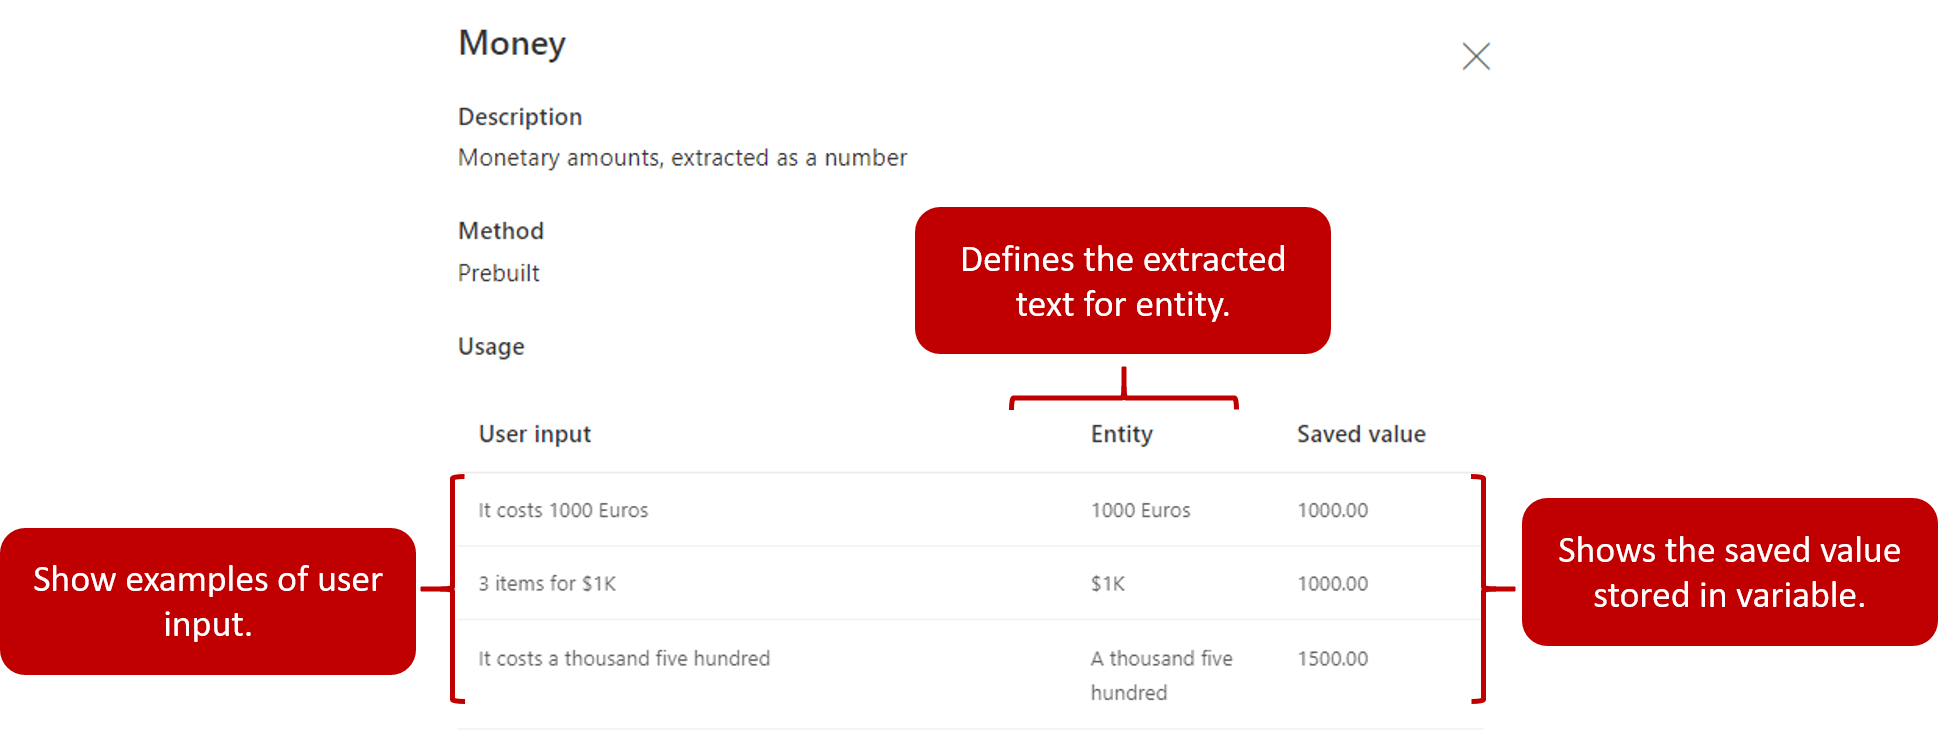 Money
Description
Monetary amounts, extracted as a number
Method
Prebuilt
Defines the extracted
text for entity.
Usage
User input Entity Saved value
It costs 1000 Euros 1000 Euros 1000.00
3 items for $1K $1K 1000.00
It costs a thousand five hundred A thousand five 1500.00
hundred
Show examples of user
input.
Shows the saved value
stored in variable.